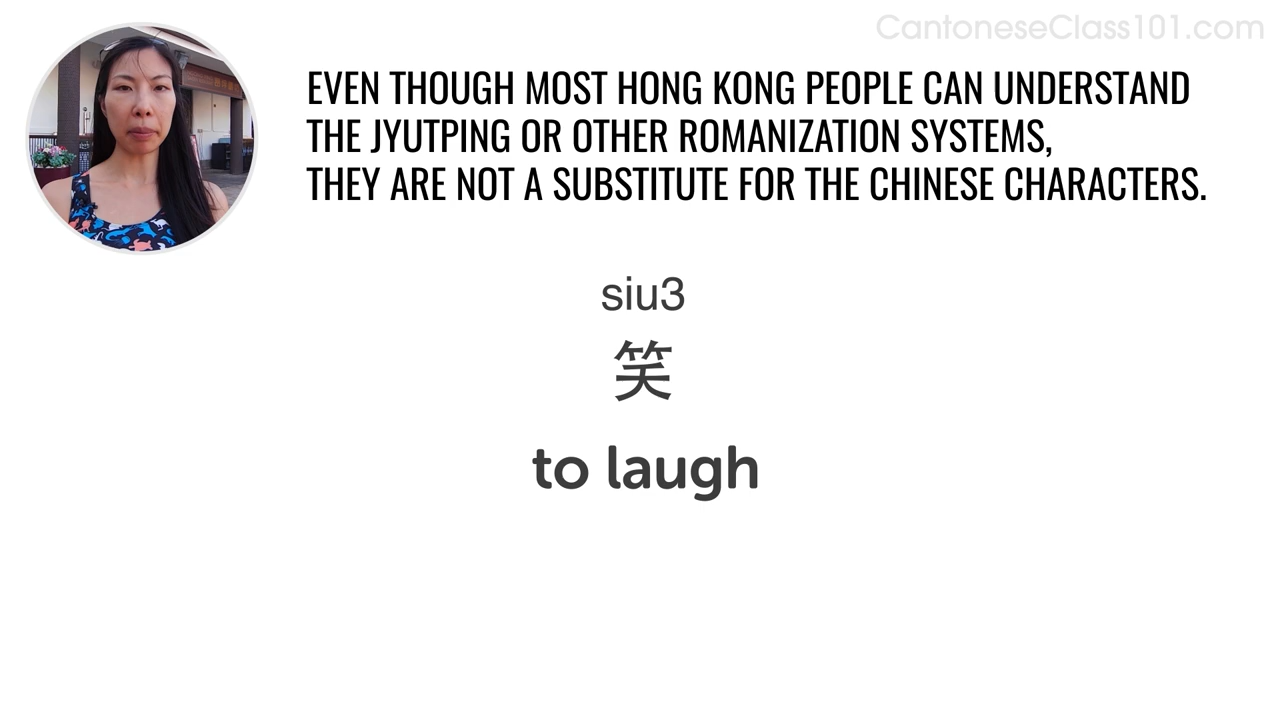 CantoneseClass101.com
EVEN THOUGH MOST HONG KONG PEOPLE CAN UNDERSTAND
THE JYUTPING OR OTHER ROMANIZATION SYSTEMS,
THEY ARE NOT A SUBSTITUTE FOR THE CHINESE CHARACTERS.
siu3
笑
to laugh